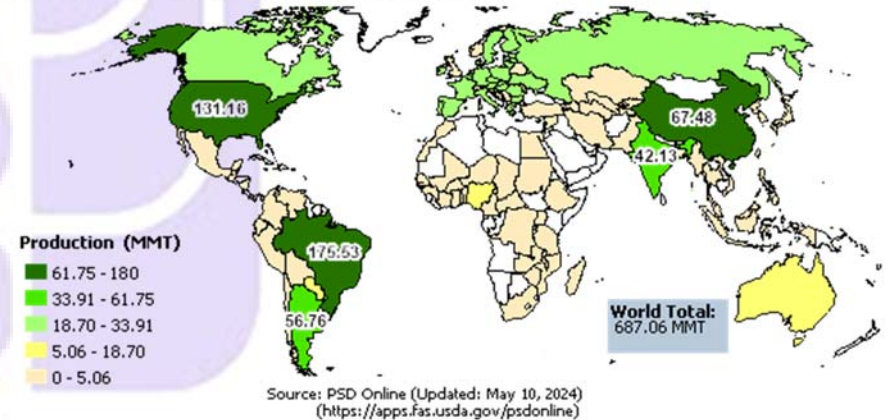 131.16
67.48
42.13
175.53
Production (MMT)
61.75 - 180
33.91 - 61.75
18.70 - 33.91
5.06 - 18.70
0 - 5.06
56.76
World Total:
687.06 MMT
Source: PSD Online (Updated: May 10, 2024)
(https://apps.fas.usda.gov/psdonline)